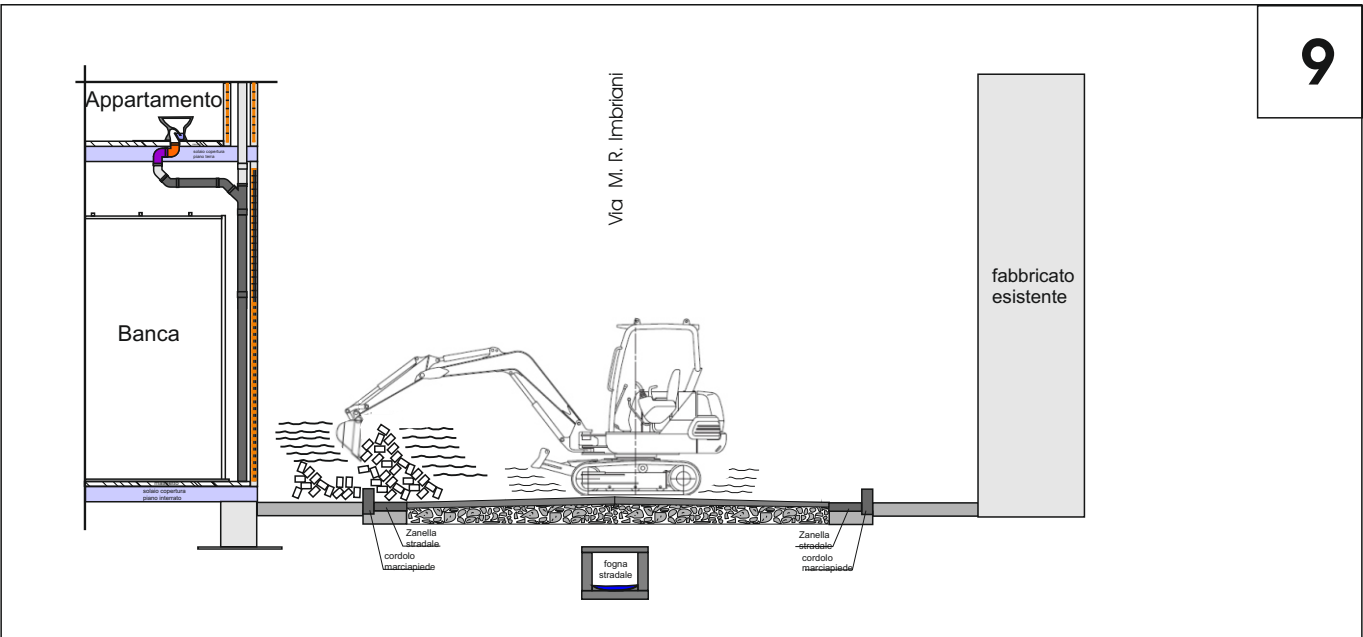 9
Appartamento
solaio copertura
piano terra
Via M. R. Imbriani
Banca
fabbricato
esistente
solaio copertura
piano interrato
Zanella
stradale
cordolo
marciapiede
fogna
stradale
Zanella
stradale
cordolo
marciapiede